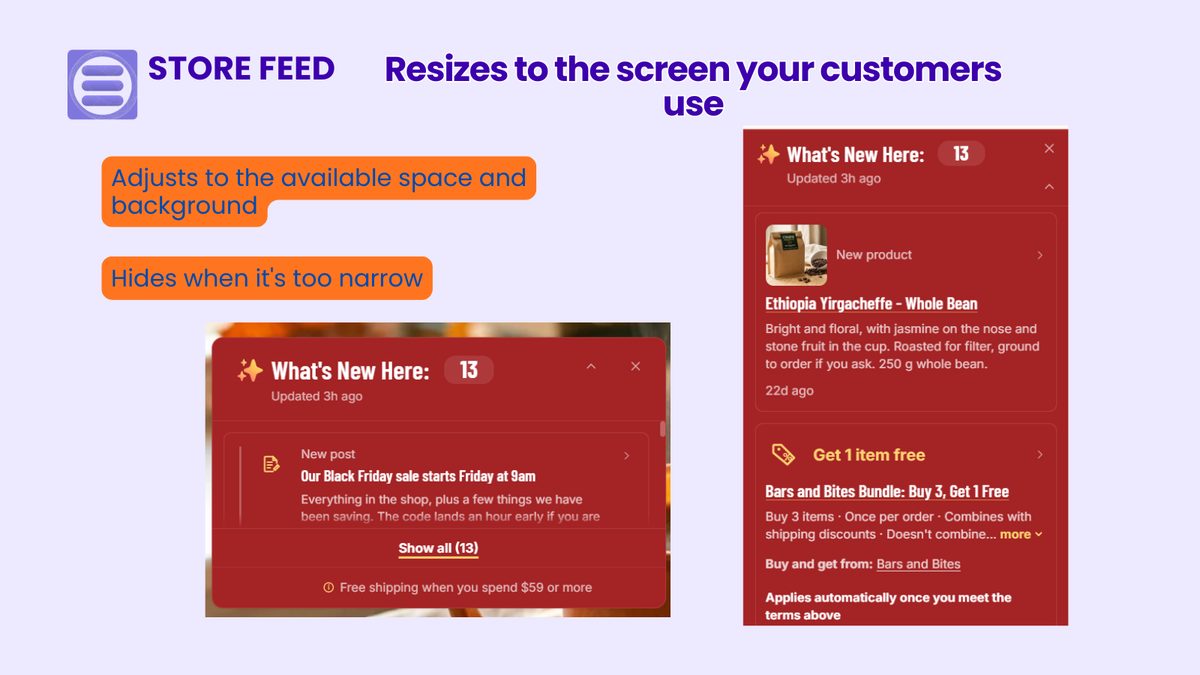 STORE FEED
Resizes to the screen your customers
use
Adjusts to the available space and
background
Hides when it's too narrow
What's New Here: 13
Updated 3h ago
New post
Our Black Friday sale starts Friday at 9am
Everything in the shop, plus a few things we have
been saving. The code lands an hour early if you are
Show all (13)
Free shipping when you spend $59 or more
What's New Here: 13
Updated 3h ago
New product
Ethiopia Yirgacheffe - Whole Bean
Bright and floral, with jasmine on the nose and
stone fruit in the cup. Roasted for filter, ground
to order if you ask. 250 g whole bean.
22d ago
Get 1 item free
Bars and Bites Bundle: Buy 3, Get 1 Free
Buy 3 items · Once per order · Combines with
shipping discounts · Doesn't combine... more
Buy and get from: Bars and Bites
Applies automatically once you meet the
terms above